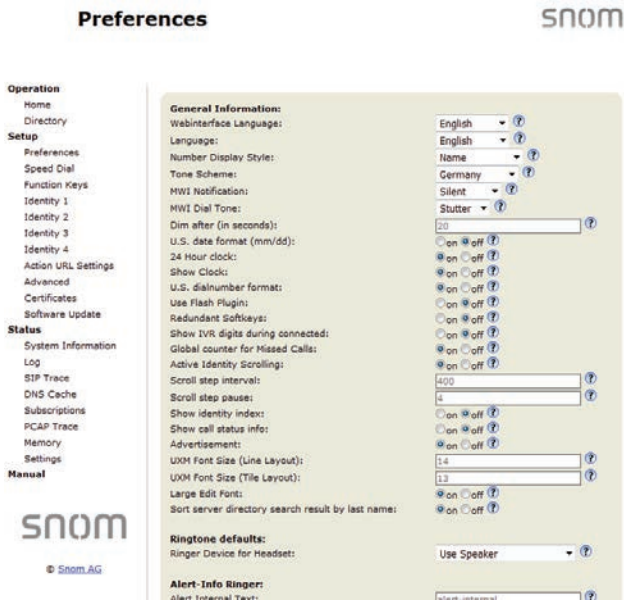 Preferences
snom
Operation
Home
Directory
Setup
Preferences
Speed Dial
Function Keys
Identity 1
Identity 2
Identity 3
Identity 4
Action URL Settings
Advanced
Certificates
Software Update
Status
System Information
Log
SIP Trace
DNS Cache
Subscriptions
PCAP Trace
Memory
Settings
Manual
snom
© Snom AG
General Information:
Webinterface Language: English ?
Language: English ?
Number Display Style: Name ?
Tone Scheme: Germany ?
MWI Notification: Silent ?
MWI Dial Tone: Stutter ?
Dim after (in seconds): 20 ?
U.S. date format (mm/dd): on off ?
24 Hour clock: on off ?
Show Clock: on off ?
U.S. dialnumber format: on off ?
Use Flash Plugin: on off ?
Redundant Softkeys: on off ?
Show IVR digits during connected: on off ?
Global counter for Missed Calls: on off ?
Active Identity Scrolling: on off ?
Scroll step interval: 400 ?
Scroll step pause: 4 ?
Show identity index: on off ?
Show call status info: on off ?
Advertisement: on off ?
UXM Font Size (Line Layout): 14 ?
UXM Font Size (Tile Layout): 13 ?
Large Edit Font: on off ?
Sort server directory search result by last name: on off ?
Ringtone defaults:
Ringer Device for Headset: Use Speaker ?
Alert-Info Ringer:
Alert Internal Text: alert-internal ?